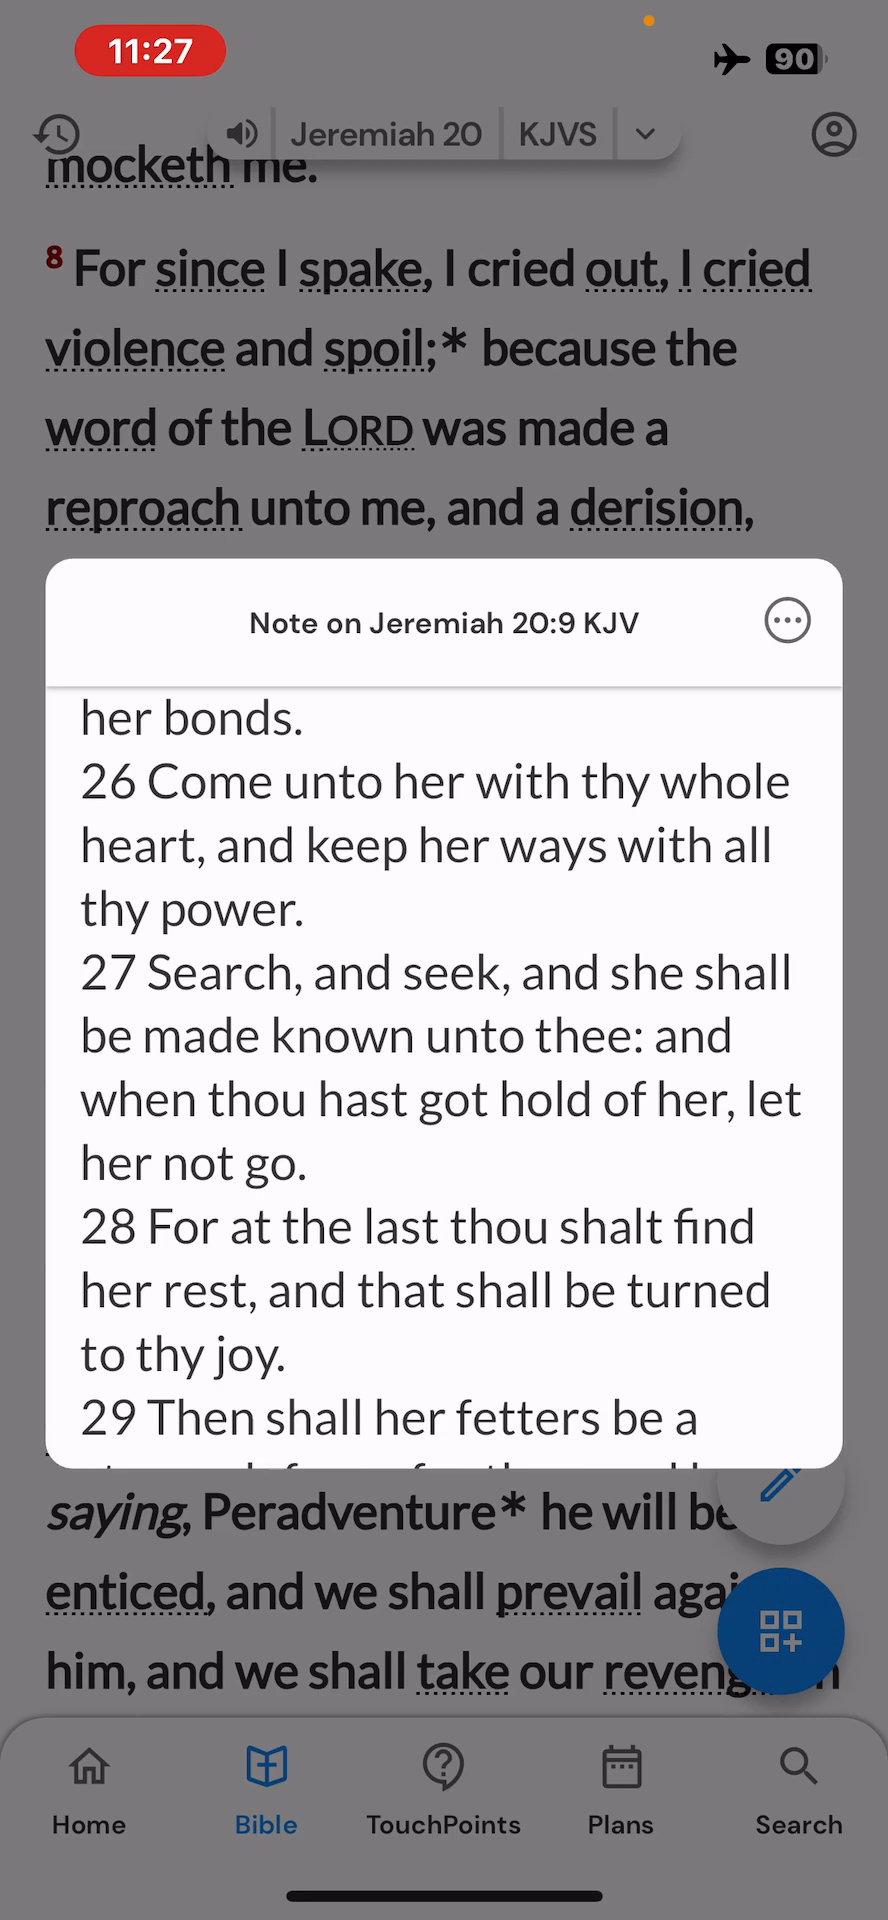 11:27
90
Jeremiah 20 KJVS
mocketh me.
8 For since I spake, I cried out, I cried
violence and spoil;* because the
word of the LORD was made a
reproach unto me, and a derision,
Note on Jeremiah 20:9 KJV
her bonds.
26 Come unto her with thy whole
heart, and keep her ways with all
thy power.
27 Search, and seek, and she shall
be made known unto thee: and
when thou hast got hold of her, let
her not go.
28 For at the last thou shalt find
her rest, and that shall be turned
to thy joy.
29 Then shall her fetters be a
saying, Peradventure* he will be
enticed, and we shall prevail agai
him, and we shall take our reveng
Home Bible TouchPoints Plans Search